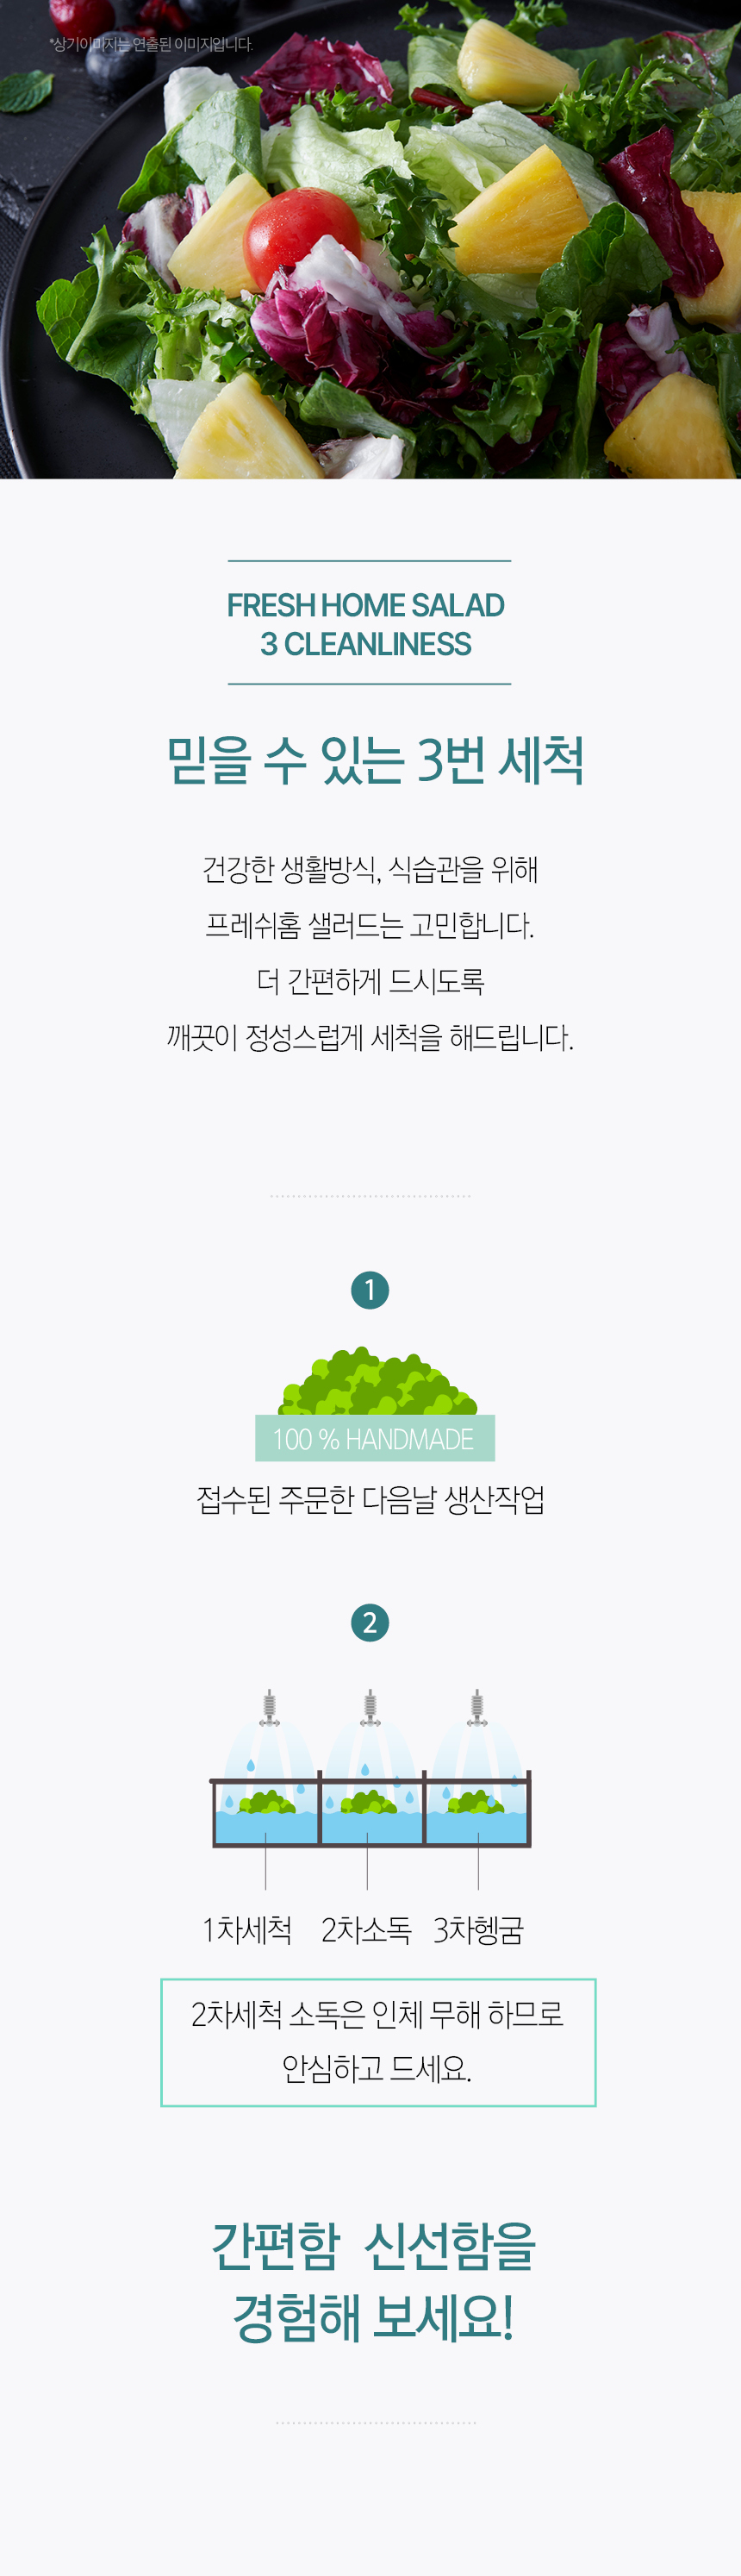 *상기이미지는 연출된 이미지입니다.
FRESH HOME SALAD
3 CLEANLINESS
믿을 수 있는 3번 세척
건강한 생활방식, 식습관을 위해
프레쉬홈 샐러드는 고민합니다.
더 간편하게 드시도록
깨끗이 정성스럽게 세척을 해드립니다.
1
100 % HANDMADE
접수된 주문한 다음날 생산작업
2
1차세척 2차소독 3차헹굼
2차세척 소독은 인체 무해 하므로
안심하고 드세요.
간편함 신선함을
경험해 보세요!